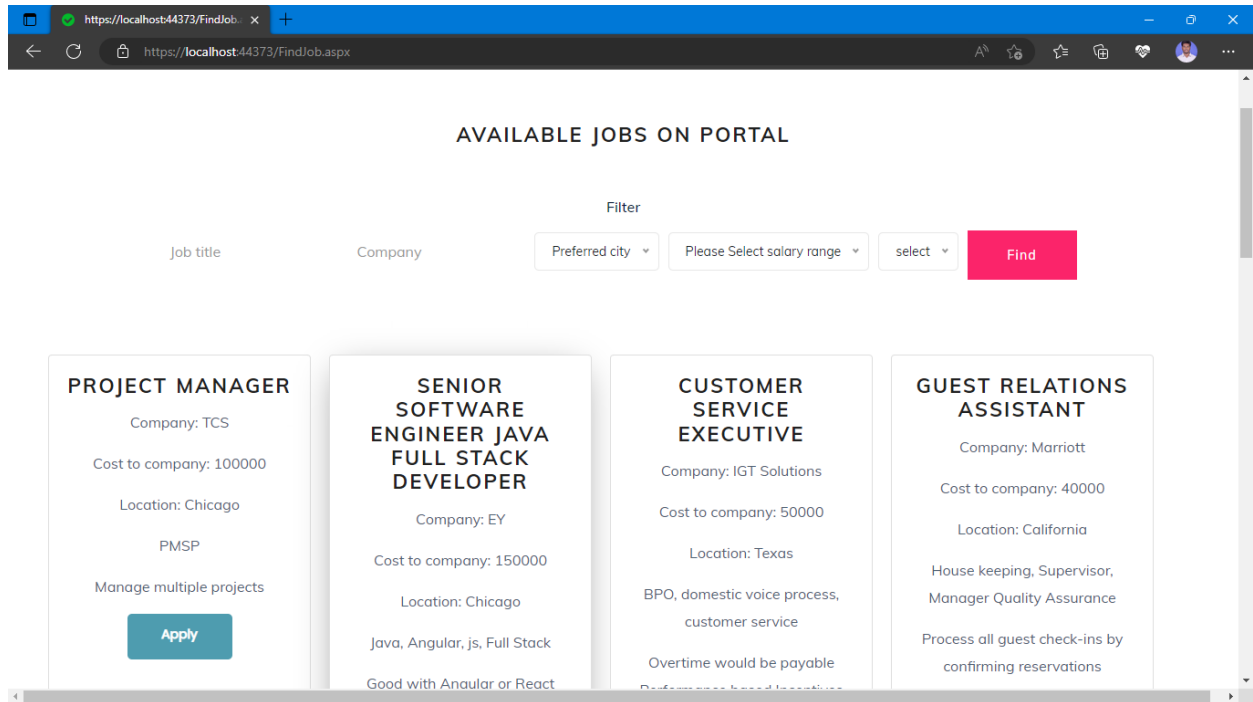 https://localhost:44373/FindJob.
https://localhost:44373/FindJob.aspx
AVAILABLE JOBS ON PORTAL
Filter
Job title Company Preferred city Please Select salary range select Find
PROJECT MANAGER
Company: TCS
Cost to company: 100000
Location: Chicago
PMSP
Manage multiple projects
Apply
SENIOR
SOFTWARE
ENGINEER JAVA
FULL STACK
DEVELOPER
Company: EY
Cost to company: 150000
Location: Chicago
Java, Angular, js, Full Stack
Good with Angular or React
CUSTOMER
SERVICE
EXECUTIVE
Company: IGT Solutions
Cost to company: 50000
Location: Texas
BPO, domestic voice process,
customer service
Overtime would be payable
Performance based Incentives
GUEST RELATIONS
ASSISTANT
Company: Marriott
Cost to company: 40000
Location: California
House keeping, Supervisor,
Manager Quality Assurance
Process all guest check-ins by
confirming reservations